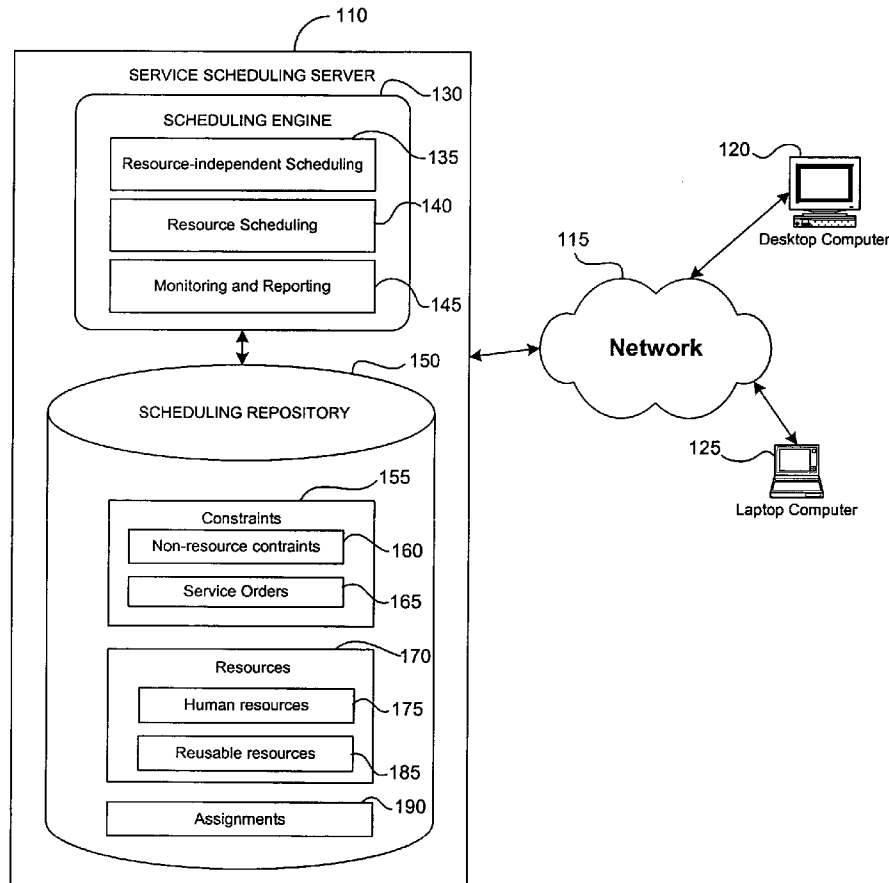 110
SERVICE SCHEDULING SERVER
130
SCHEDULING ENGINE
135
Resource-independent Scheduling
140
Resource Scheduling
Monitoring and Reporting
145
150
SCHEDULING REPOSITORY
155
Constraints
Non-resource contraints
160
Service Orders
165
170
Resources
Human resources
175
Reusable resources
185
190
Assignments
115
Network
120
Desktop Computer
125
Laptop Computer